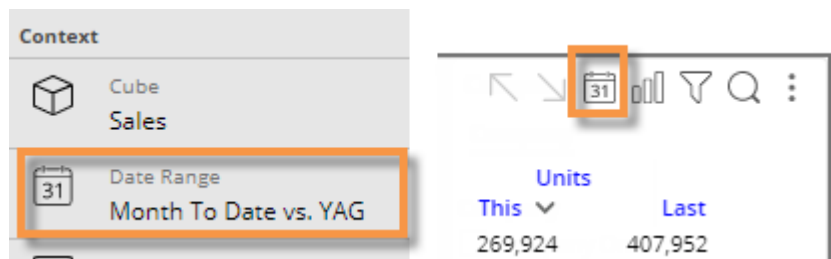 Context
Cube
Sales
31
Date Range
Month To Date vs. YAG
31
Units
This Last
269,924 407,952